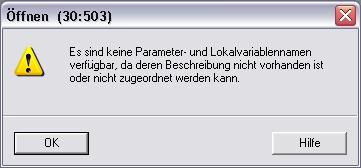 Öffnen (30:503)
Es sind keine Parameter- und Lokalvariablennamen
verfügbar, da deren Beschreibung nicht vorhanden ist
oder nicht zugeordnet werden kann.
OK
Hilfe